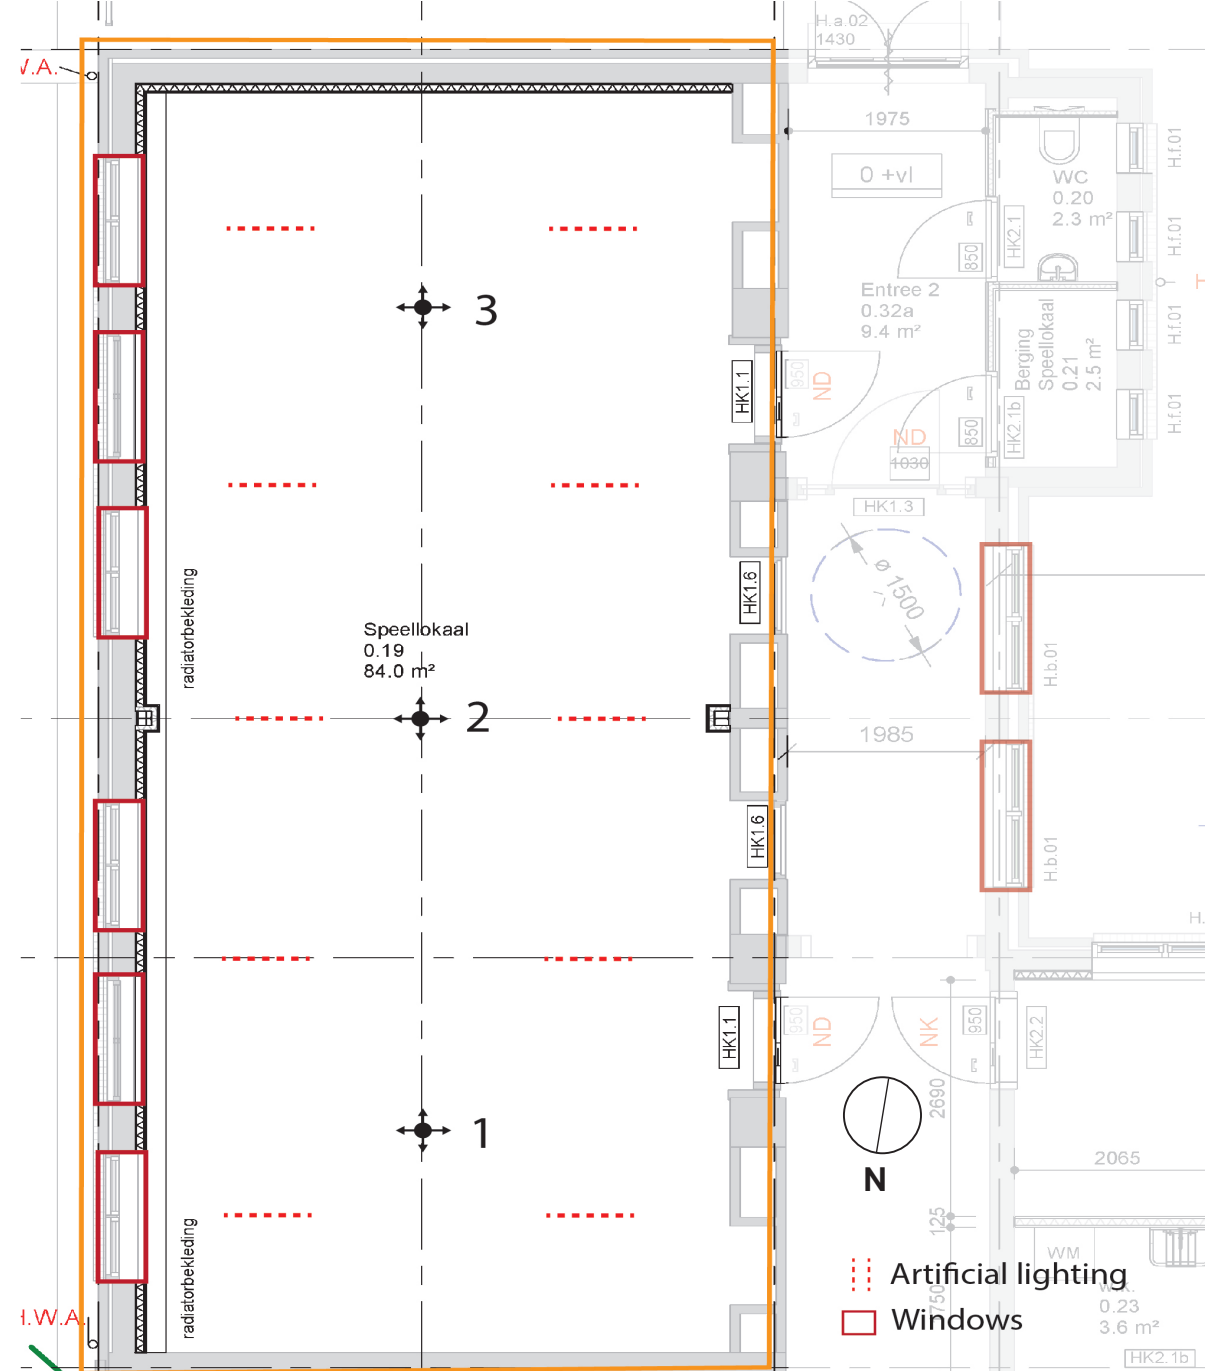 H.a.02
1430
V.A.
1975
0 +vl
WC
0.20
2.3 m²
HK2.1
850
H.f.01
H.f.01
H.f.01
H.f.01
Entree 2
0.32a
9.4 m²
Berging
Speellokaal
0.21
2.5 m²
3
HK1.1
950
ND
ND
1030
850
HK2.1b
HK1.3
ø 1500
HK1.6
radiatorbekleding
Speellokaal
0.19
84.0 m²
H.b.01
2
1985
HK1.6
H.b.01
HK1.1
950
ND
NK
950
HK2.2
1
2690
N
2065
125
radiatorbekleding
WM
Artificial lighting
0.23
3.6 m²
Windows
750
H.W.A.
HK2.1b